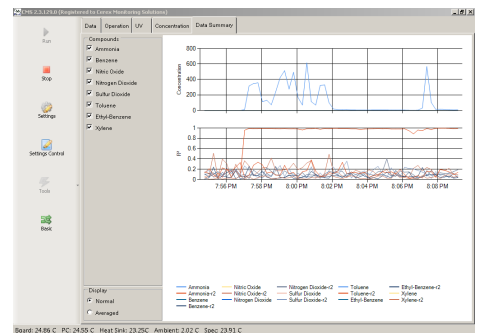 CMS 2.3.129.0 (Registered to Cerex Monitoring Solutions)
Data Operation UV Concentration Data Summary
Run
Stop
Settings
Settings Control
Tools
Basic
Compounds
Ammonia
Benzene
Nitric Oxide
Nitrogen Dioxide
Sulfur Dioxide
Toluene
Ethyl-Benzene
Xylene
Display
Normal
Averaged
Concentration
800
600
400
200
0
R²
1
0.8
0.6
0.4
0.2
0
7:56 PM 7:58 PM 8:00 PM 8:02 PM 8:04 PM 8:06 PM 8:08 PM
Ammonia Nitric Oxide Nitrogen Dioxide-r2 Toluene Ethyl-Benzene-r2
Ammonia-r2 Nitric Oxide-r2 Sulfur Dioxide Toluene-r2 Xylene
Benzene Nitrogen Dioxide Sulfur Dioxide-r2 Ethyl-Benzene Xylene-r2
Benzene-r2
Board: 24.86 C PC: 24.55 C Heat Sink: 23.25C Ambient: 2.02 C Spec: 23.91 C